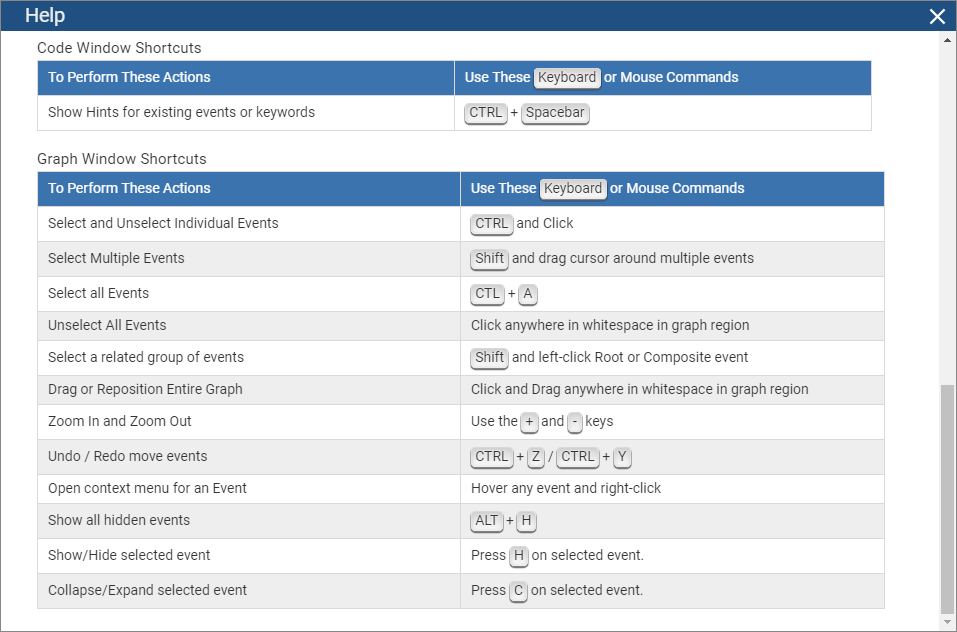 Help
Code Window Shortcuts
To Perform These Actions Use These Keyboard or Mouse Commands
Show Hints for existing events or keywords CTRL + Spacebar
Graph Window Shortcuts
To Perform These Actions Use These Keyboard or Mouse Commands
Select and Unselect Individual Events CTRL and Click
Select Multiple Events Shift and drag cursor around multiple events
Select all Events CTL + A
Unselect All Events Click anywhere in whitespace in graph region
Select a related group of events Shift and left-click Root or Composite event
Drag or Reposition Entire Graph Click and Drag anywhere in whitespace in graph region
Zoom In and Zoom Out Use the + and - keys
Undo / Redo move events CTRL + Z / CTRL + Y
Open context menu for an Event Hover any event and right-click
Show all hidden events ALT + H
Show/Hide selected event Press H on selected event.
Collapse/Expand selected event Press C on selected event.